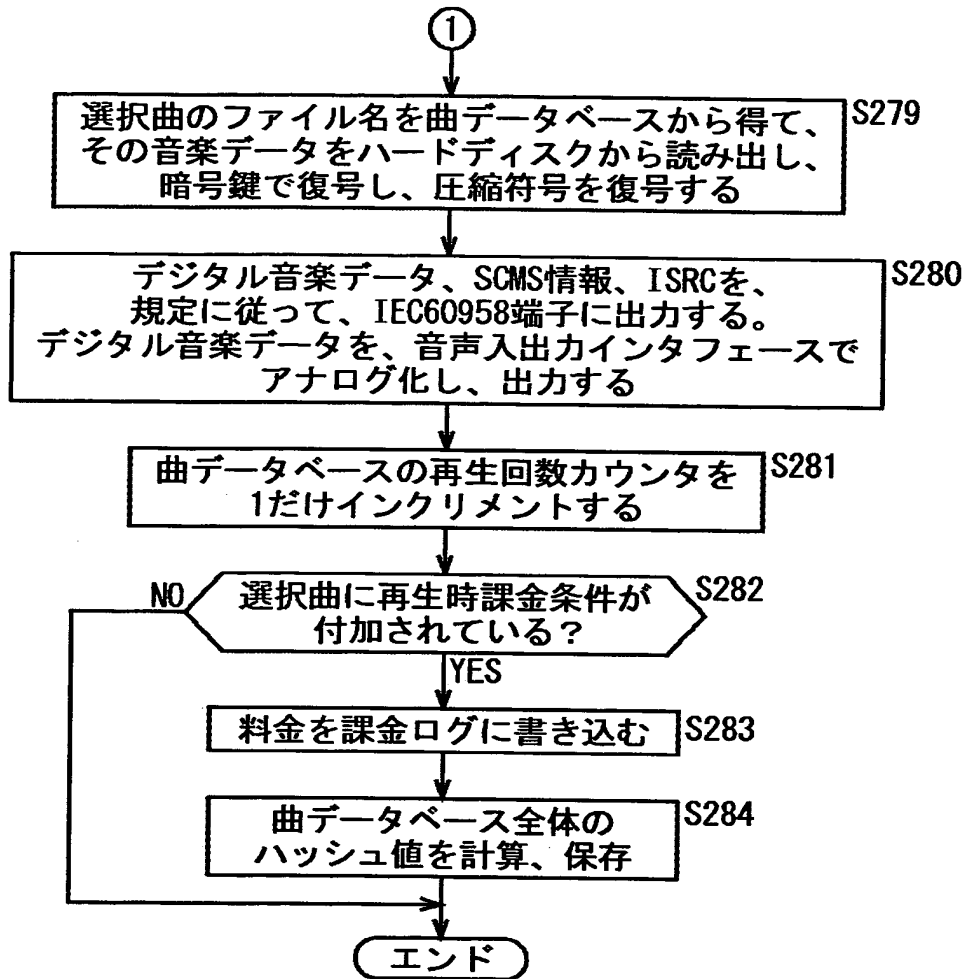 1
選択曲のファイル名を曲データベースから得て、
その音楽データをハードディスクから読み出し、
暗号鍵で復号し、圧縮符号を復号する
S279
デジタル音楽データ、SCMS情報、ISRCを、
規定に従って、IEC60958端子に出力する。
デジタル音楽データを、音声入出力インタフェースで
アナログ化し、出力する
S280
曲データベースの再生回数カウンタを
1だけインクリメントする
S281
選択曲に再生時課金条件が
付加されている?
S282
NO
YES
料金を課金ログに書き込む
S283
曲データベース全体の
ハッシュ値を計算、保存
S284
エンド